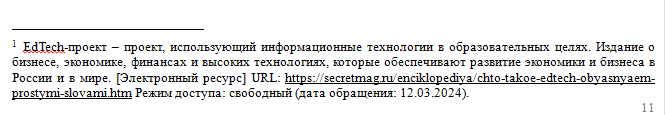 1 EdTech-проект – проект, использующий информационные технологии в образовательных целях. Издание о
бизнесе, экономике, финансах и высоких технологиях, которые обеспечивают развитие экономики и бизнеса в
России и в мире. [Электронный ресурс] URL: https://secretmag.ru/enciklopediya/chto-takoe-edtech-obyasnyaem-
prostymi-slovami.htm Режим доступа: свободный (дата обращения: 12.03.2024).
11